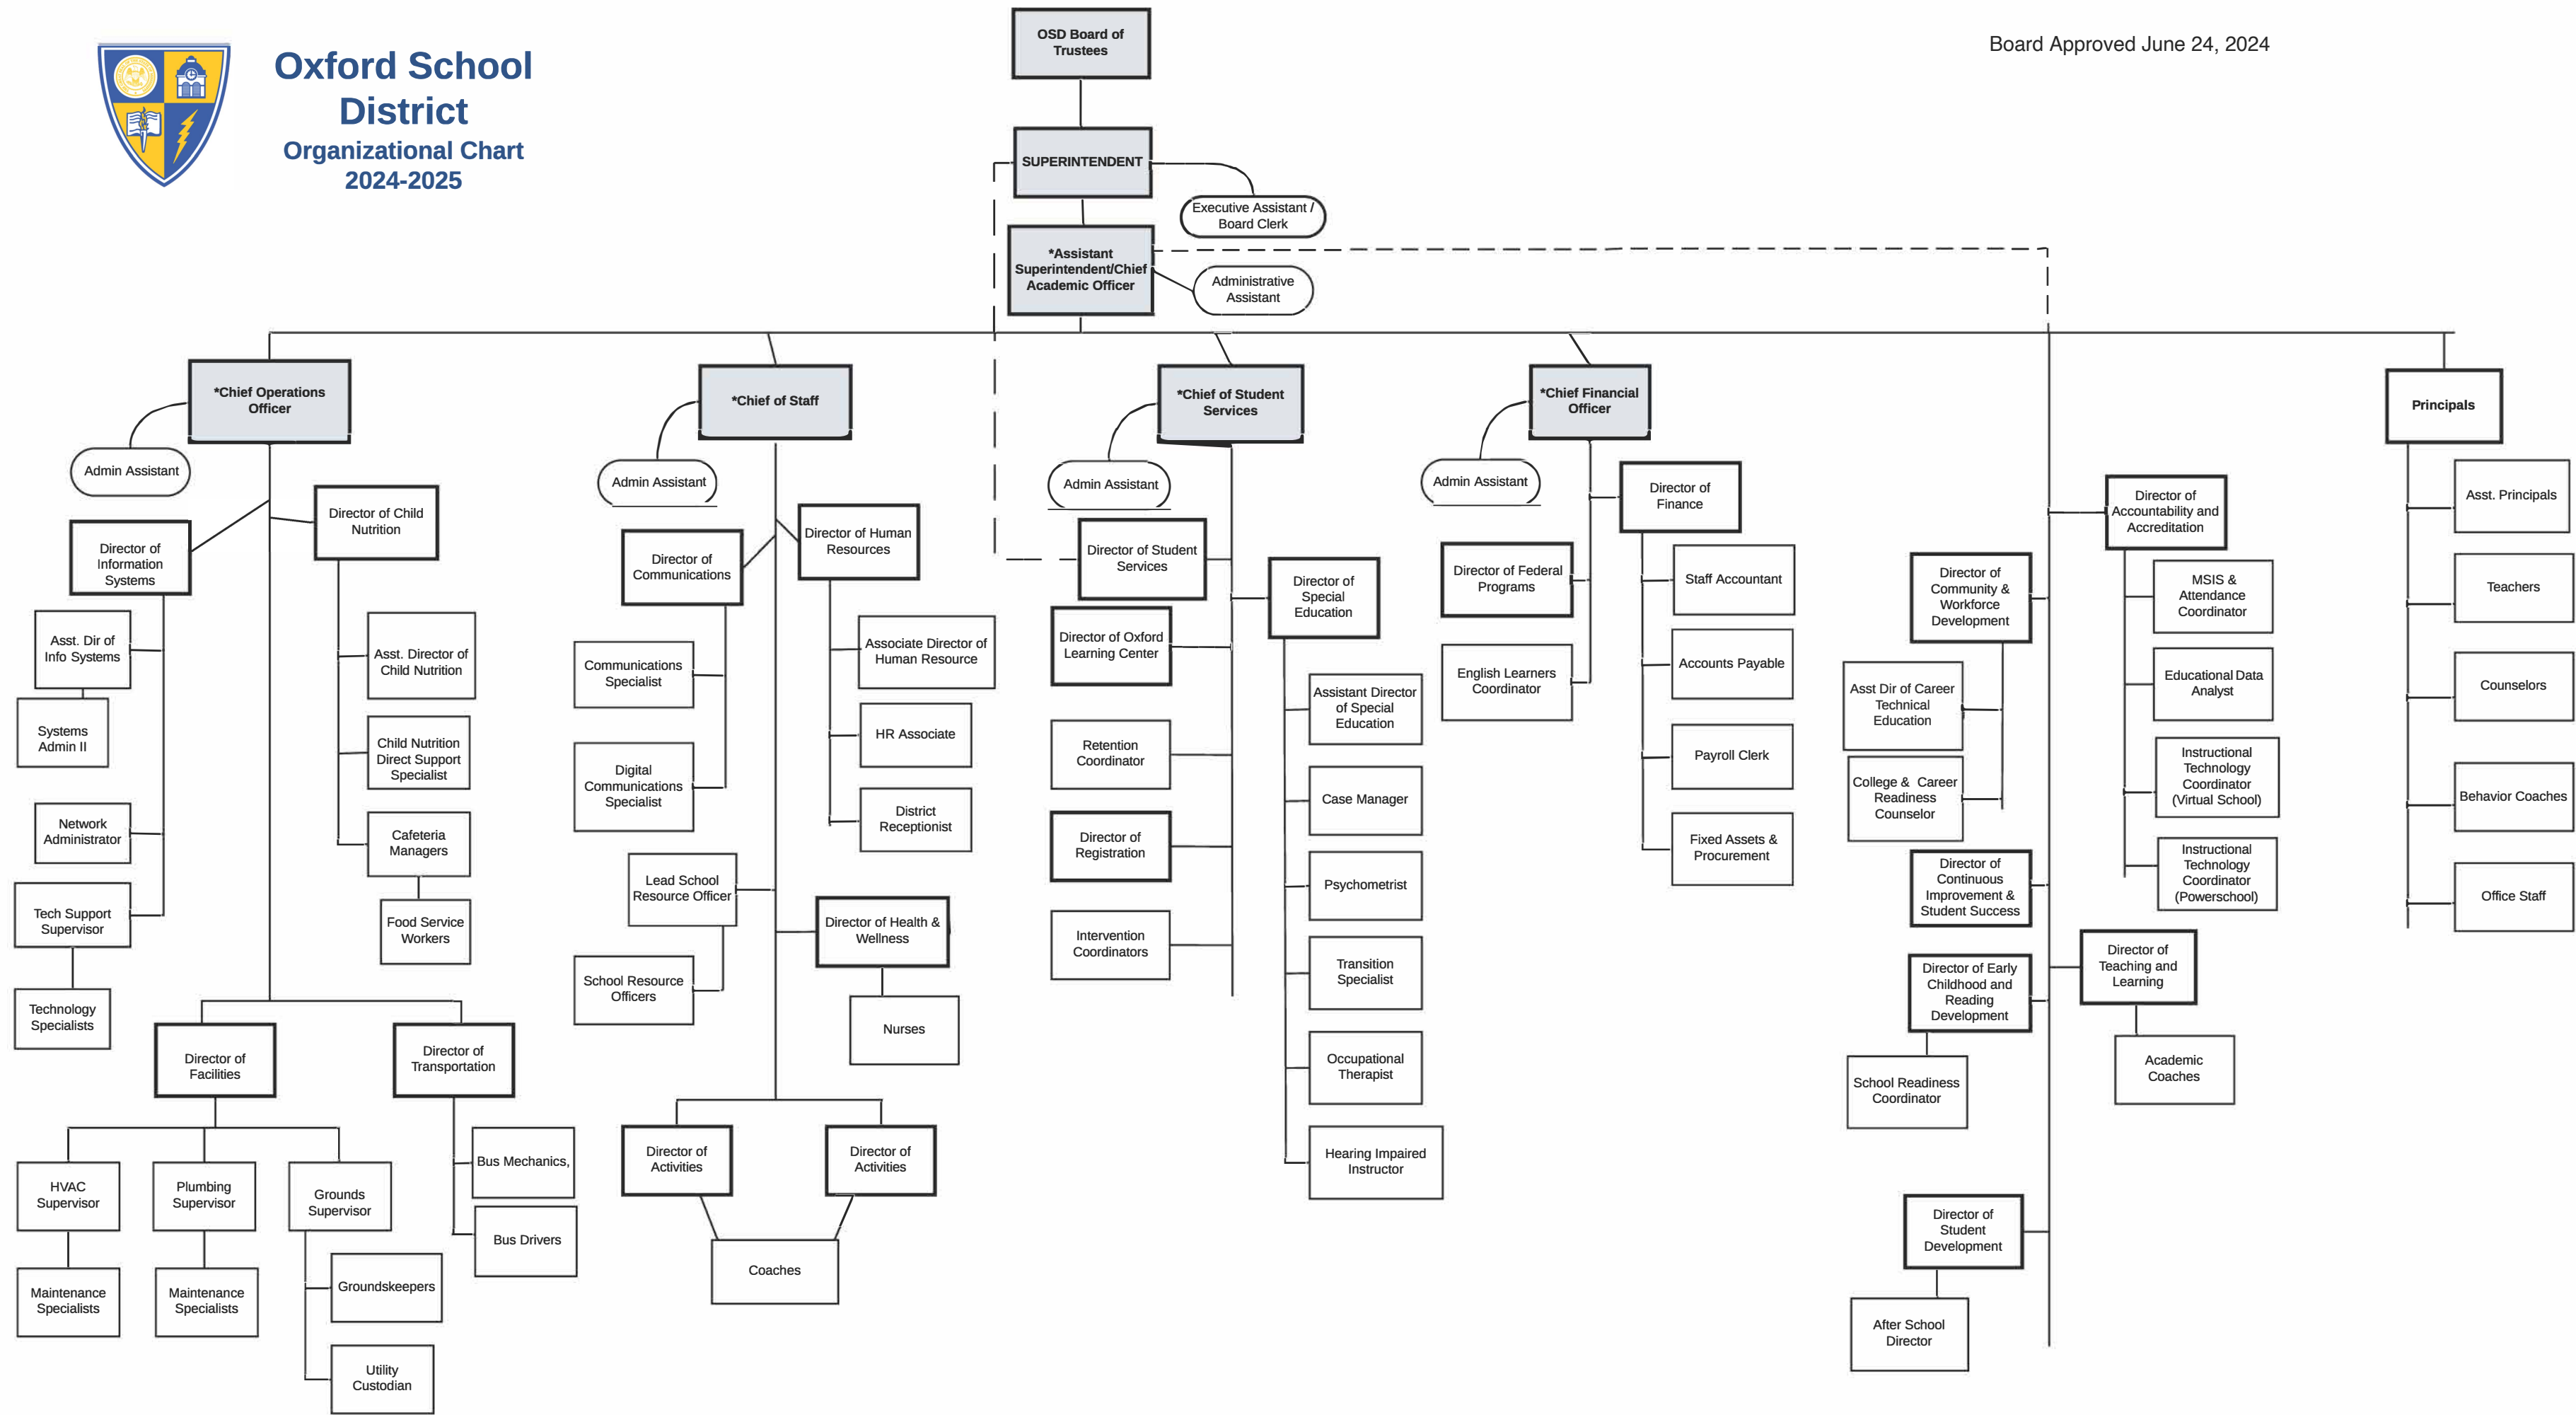 Oxford School
District
Organizational Chart
2024-2025
Board Approved June 24, 2024
OSD Board of
Trustees
SUPERINTENDENT
Executive Assistant /
Board Clerk
*Assistant
Superintendent/Chief
Academic Officer
Administrative
Assistant
*Chief Operations
Officer
Admin Assistant
Director of
Information
Systems
Asst. Dir of
Info Systems
Systems
Admin II
Network
Administrator
Tech Support
Supervisor
Technology
Specialists
Director of Child
Nutrition
Asst. Director of
Child Nutrition
Child Nutrition
Direct Support
Specialist
Cafeteria
Managers
Food Service
Workers
Director of
Facilities
HVAC
Supervisor
Maintenance
Specialists
Plumbing
Supervisor
Maintenance
Specialists
Grounds
Supervisor
Groundskeepers
Utility
Custodian
Director of
Transportation
Bus Mechanics,
Bus Drivers
*Chief of Staff
Admin Assistant
Director of
Communications
Communications
Specialist
Digital
Communications
Specialist
Director of Human
Resources
Associate Director of
Human Resource
HR Associate
District
Receptionist
Lead School
Resource Officer
School Resource
Officers
Director of Health &
Wellness
Nurses
Director of
Activities
Director of
Activities
Coaches
*Chief of Student
Services
Admin Assistant
Director of Student
Services
Director of Oxford
Learning Center
Retention
Coordinator
Director of
Registration
Intervention
Coordinators
Director of
Special
Education
Assistant Director
of Special
Education
Case Manager
Psychometrist
Transition
Specialist
Occupational
Therapist
Hearing Impaired
Instructor
*Chief Financial
Officer
Admin Assistant
Director of Federal
Programs
English Learners
Coordinator
Director of
Finance
Staff Accountant
Accounts Payable
Payroll Clerk
Fixed Assets &
Procurement
Director of
Community &
Workforce
Development
Asst Dir of Career
Technical
Education
College & Career
Readiness
Counselor
Director of
Continuous
Improvement &
Student Success
Director of Early
Childhood and
Reading
Development
School Readiness
Coordinator
Director of
Student
Development
After School
Director
Director of
Accountability and
Accreditation
MSIS &
Attendance
Coordinator
Educational Data
Analyst
Instructional
Technology
Coordinator
(Virtual School)
Instructional
Technology
Coordinator
(Powerschool)
Director of
Teaching and
Learning
Academic
Coaches
Principals
Asst. Principals
Teachers
Counselors
Behavior Coaches
Office Staff